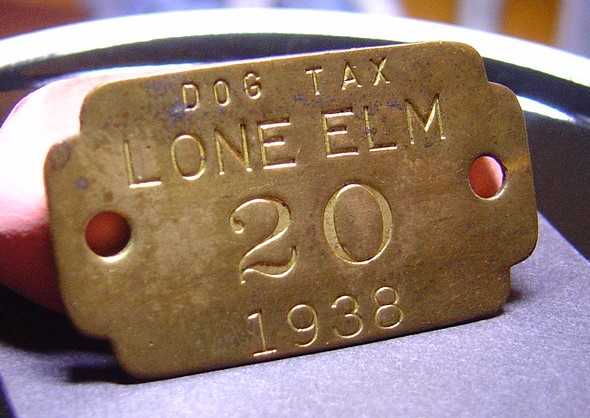 DOG TAX
LONE ELM
20
1938